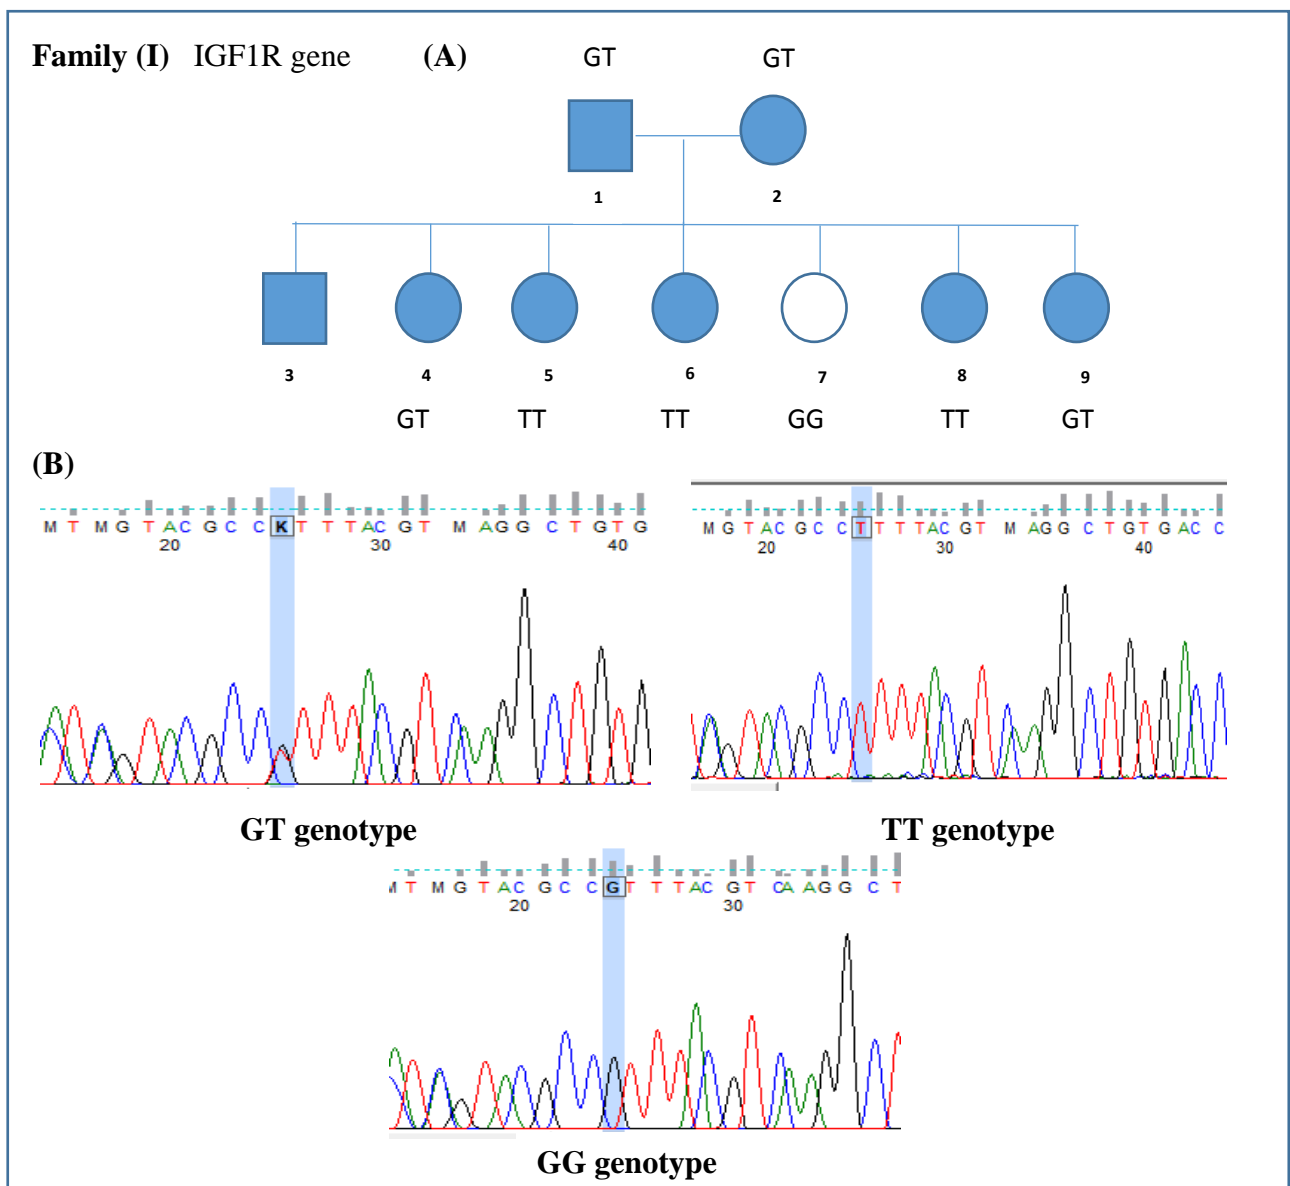 Family (I) IGF1R gene (A) GT GT
1 2
3 4 5 6 7 8 9
GT TT TT GG TT GT
(B)
M T M G T A C G C C K T T T A C G T M A G G C T G T G
20 30 40
M G T A C G C C T T T T A C G T M A G G C T G T G A C C
20 30 40
GT genotype TT genotype
M T M G T A C G C C G T T T A C G T C A A G G C T
20 30
GG genotype